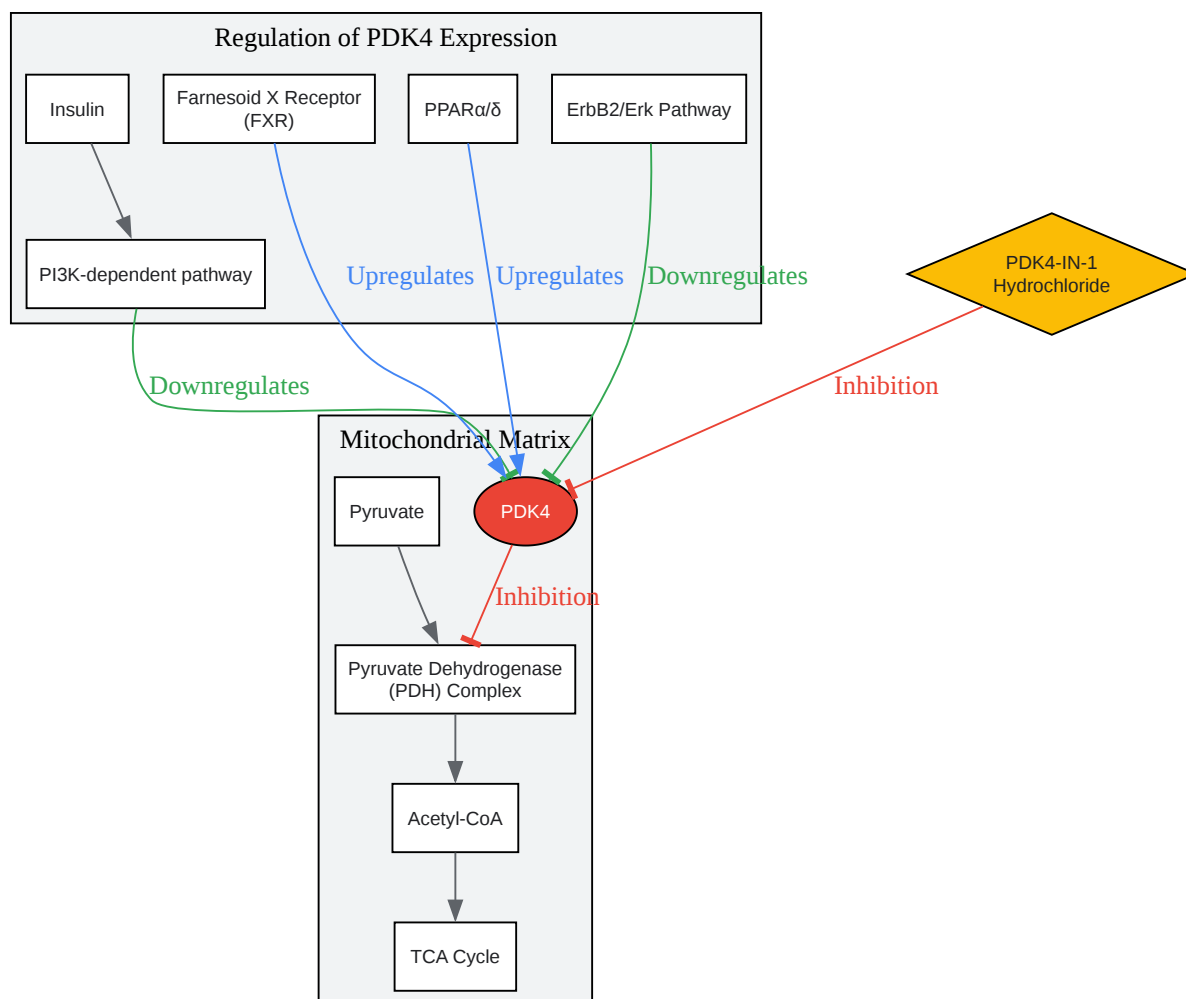 Regulation of PDK4 Expression
Insulin
Farnesoid X Receptor
(FXR)
PPARα/δ
ErbB2/Erk Pathway
PI3K-dependent pathway
Upregulates
Upregulates
Downregulates
PDK4-IN-1
Hydrochloride
Downregulates
Inhibition
Mitochondrial Matrix
Pyruvate
PDK4
Inhibition
Pyruvate Dehydrogenase
(PDH) Complex
Acetyl-CoA
TCA Cycle